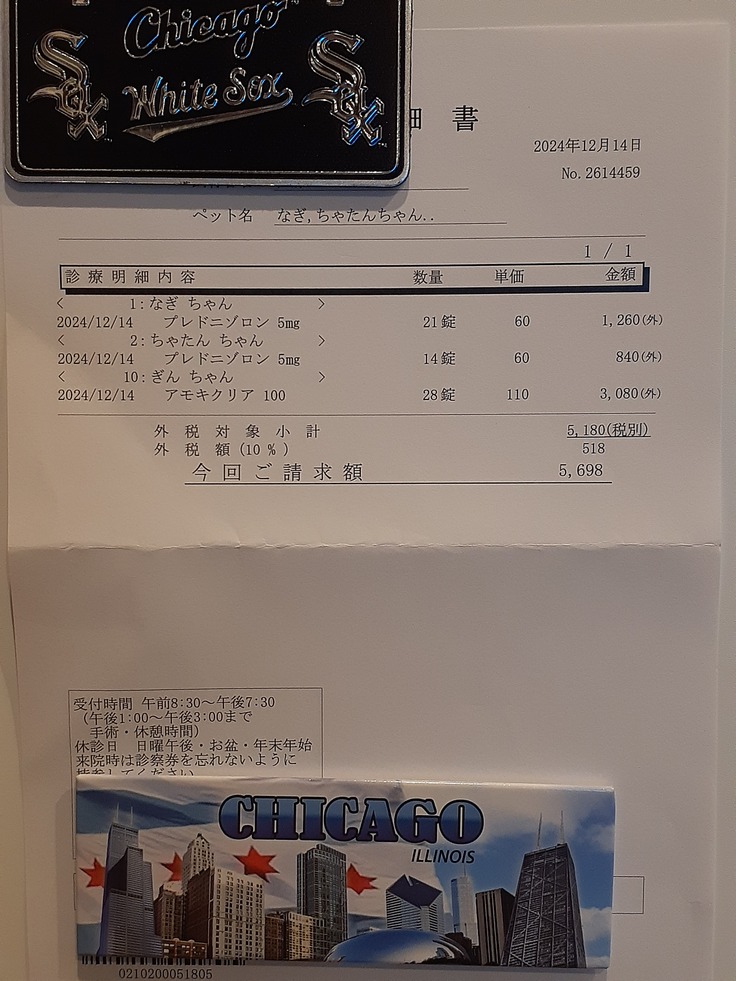 Chicago
Sox White Sox Sox
細 書
2024年12月14日
No. 2614459
ペット名 なぎ,ちゃたんちゃん..
1 / 1
診 療 明 細 内 容 数量 単価 金額
< 1:なぎ ちゃん >
2024/12/14 プレドニゾロン 5mg 21錠 60 1,260(外)
< 2:ちゃたん ちゃん >
2024/12/14 プレドニゾロン 5mg 14錠 60 840(外)
< 10:ぎん ちゃん >
2024/12/14 アモキクリア 100 28錠 110 3,080(外)
外 税 対 象 小 計 5,180(税別)
外 税 額 (10 % ) 518
今 回 ご 請 求 額 5,698
受付時間 午前8:30～午後7:30
(午後1:00～午後3:00まで
手術・休憩時間)
休診日 日曜午後・お盆・年末年始
来院時は診察券を忘れないように
持参してください
CHICAGO
ILLINOIS
0210200051805